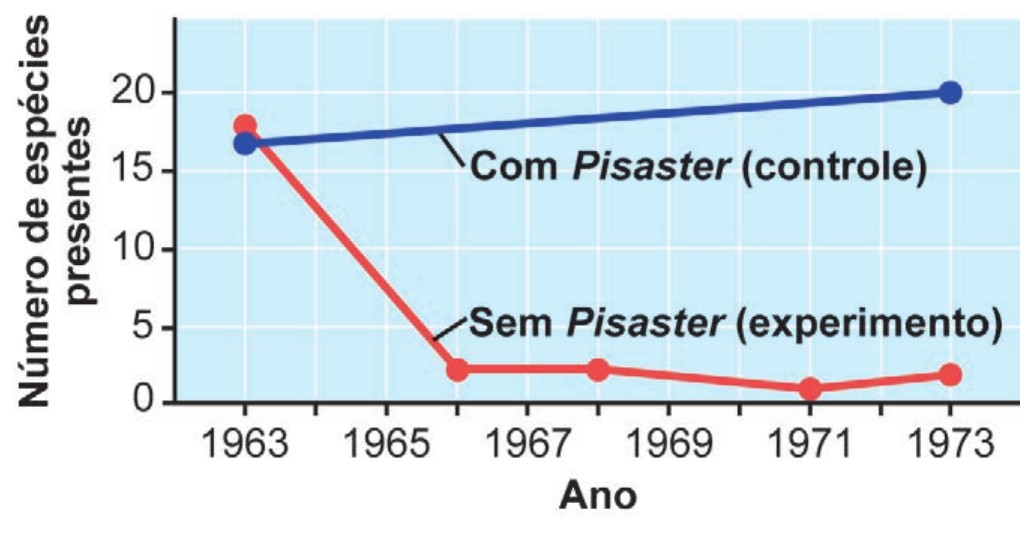 Número de espécies
presentes
20
15
10
5
0
Com Pisaster (controle)
Sem Pisaster (experimento)
1963 1965 1967 1969 1971 1973
Ano